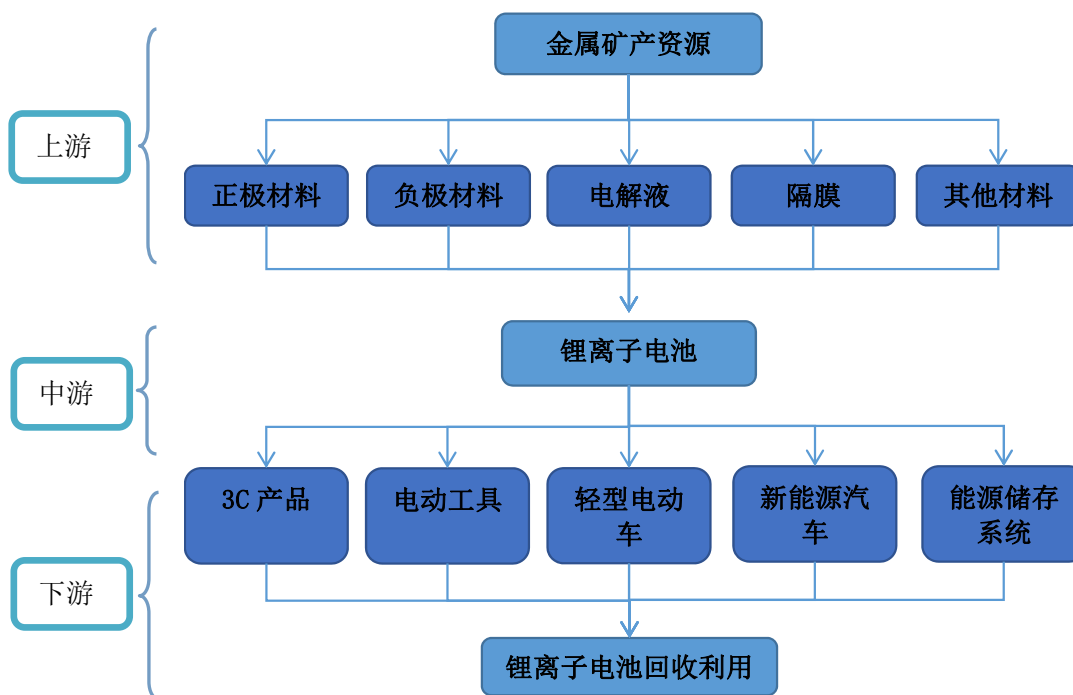 金属矿产资源
上游
正极材料
负极材料
电解液
隔膜
其他材料
锂离子电池
中游
3C 产品
电动工具
轻型电动
车
新能源汽
车
能源储存
系统
下游
锂离子电池回收利用